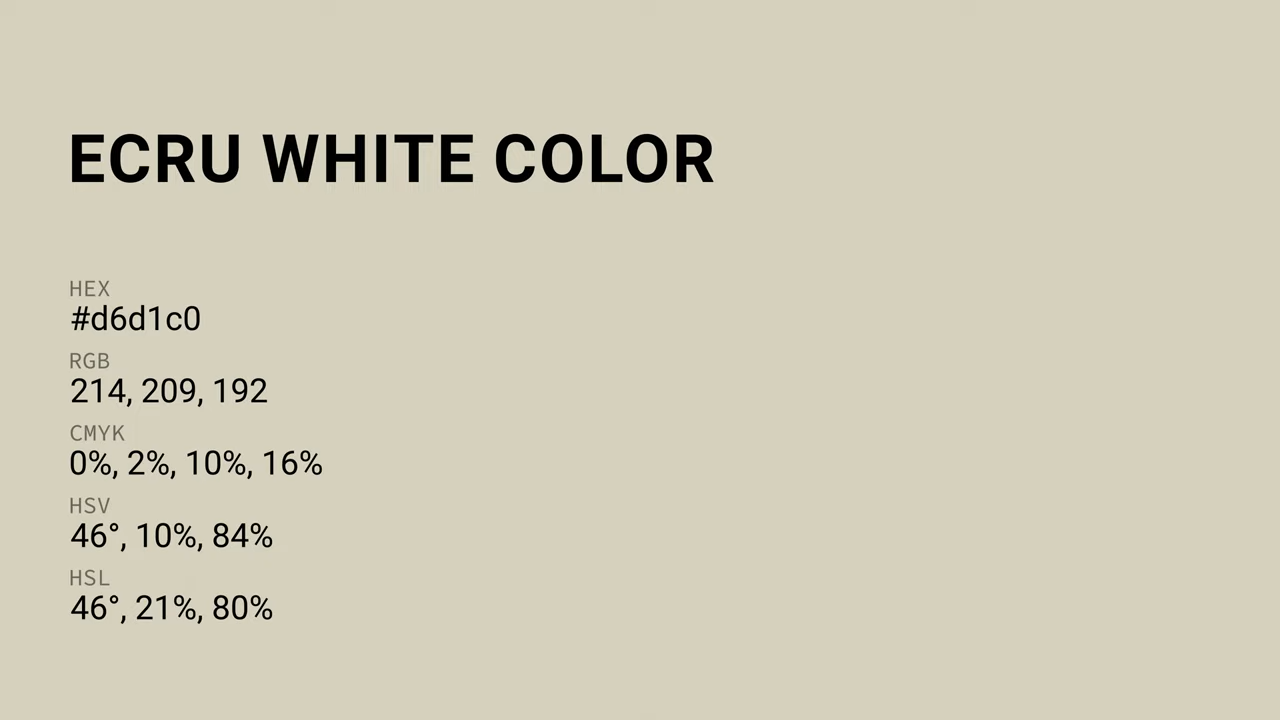 ECRU WHITE COLOR
HEX
#d6d1c0
RGB
214, 209, 192
CMYK
0%, 2%, 10%, 16%
HSV
46°, 10%, 84%
HSL
46°, 21%, 80%